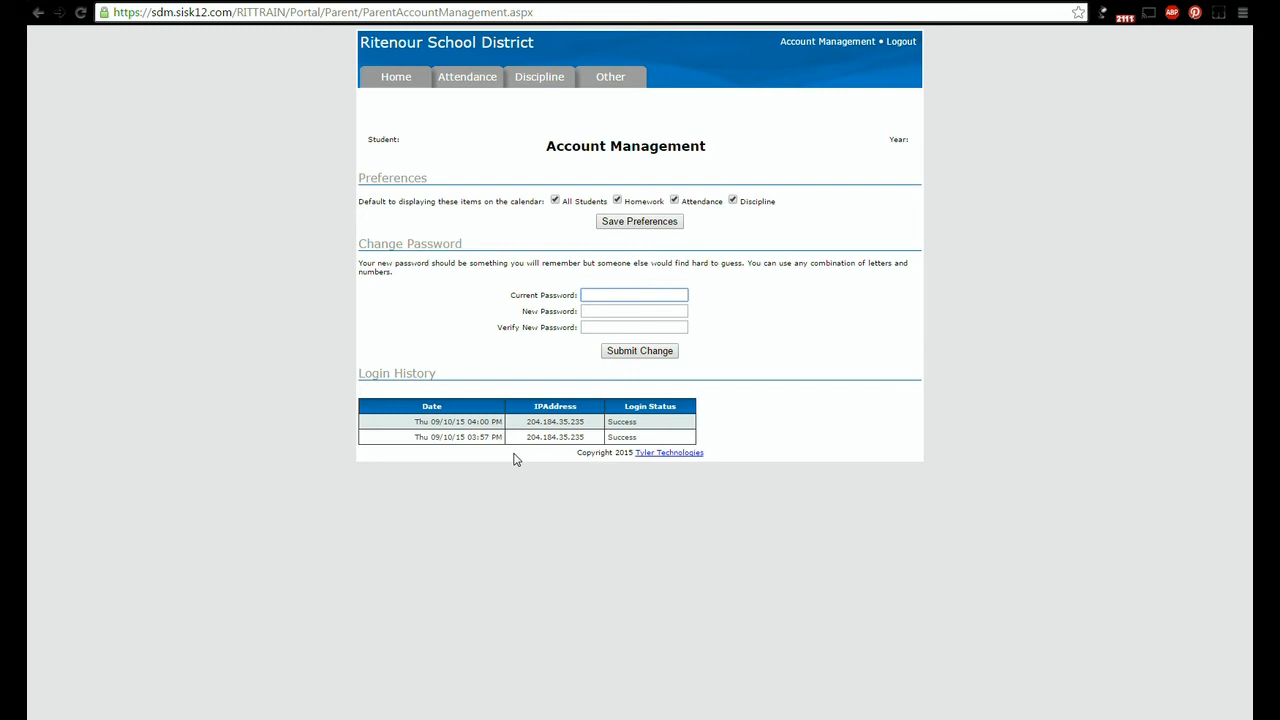 https://sdm.sisk12.com/RITTRAIN/Portal/Parent/ParentAccountManagement.aspx
2111
ABP
Ritenour School District
Account Management • Logout
Home
Attendance
Discipline
Other
Student:
Account Management
Year:
Preferences
Default to displaying these items on the calendar: All Students Homework Attendance Discipline
Save Preferences
Change Password
Your new password should be something you will remember but someone else would find hard to guess. You can use any combination of letters and
numbers.
Current Password:
New Password:
Verify New Password:
Submit Change
Login History
Date IPAddress Login Status
Thu 09/10/15 04:00 PM 204.184.35.235 Success
Thu 09/10/15 03:57 PM 204.184.35.235 Success
Copyright 2015 Tyler Technologies